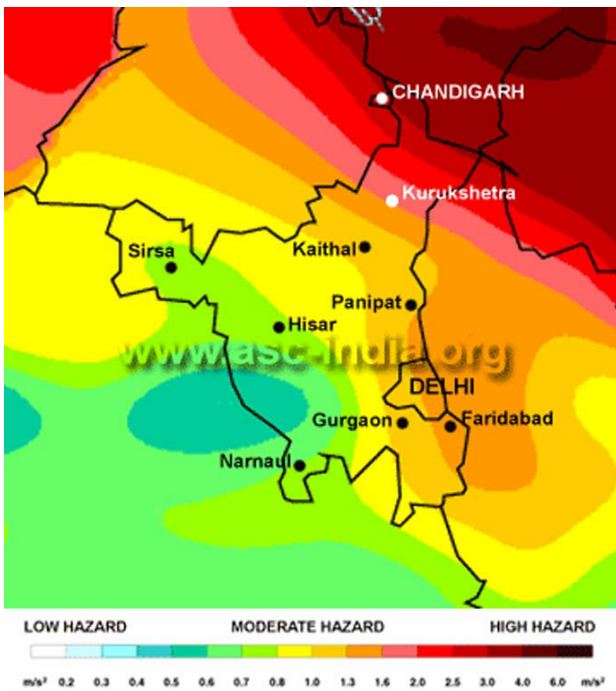 CHANDIGARH
Kurukshetra
Kaithal
Sirsa
Panipat
Hisar
www.asc-india.org
DELHI
Gurgaon
Faridabad
Narnaul
LOW HAZARD MODERATE HAZARD HIGH HAZARD
m/s² 0.2 0.3 0.4 0.5 0.6 0.7 0.8 1.0 1.3 1.6 2.0 2.5 3.0 4.0 6.0 m/s²